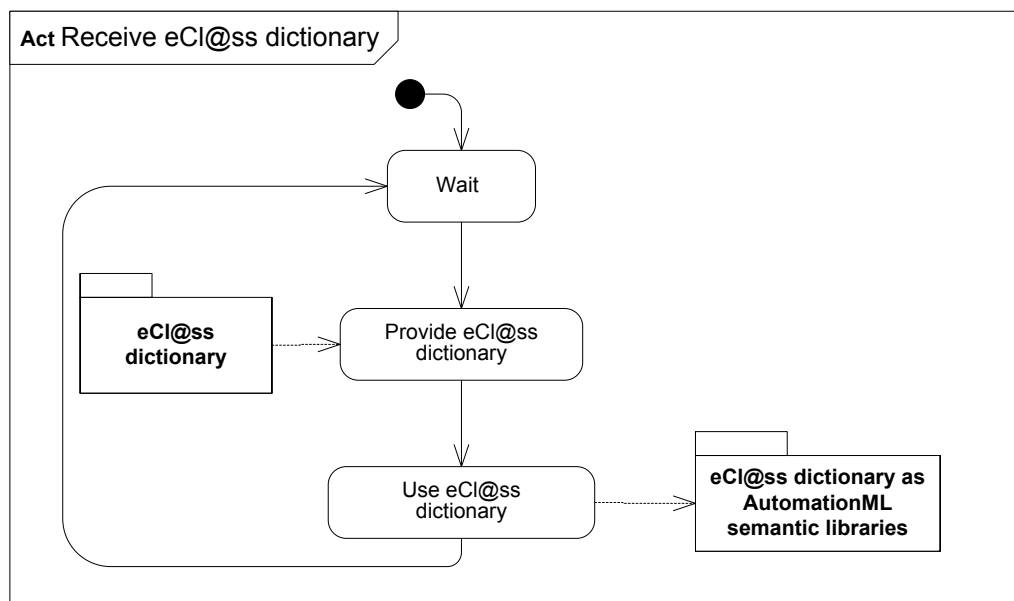 Act Receive eCl@ss dictionary
Wait
eCl@ss
dictionary
Provide eCl@ss
dictionary
Use eCl@ss
dictionary
eCl@ss dictionary as
AutomationML
semantic libraries